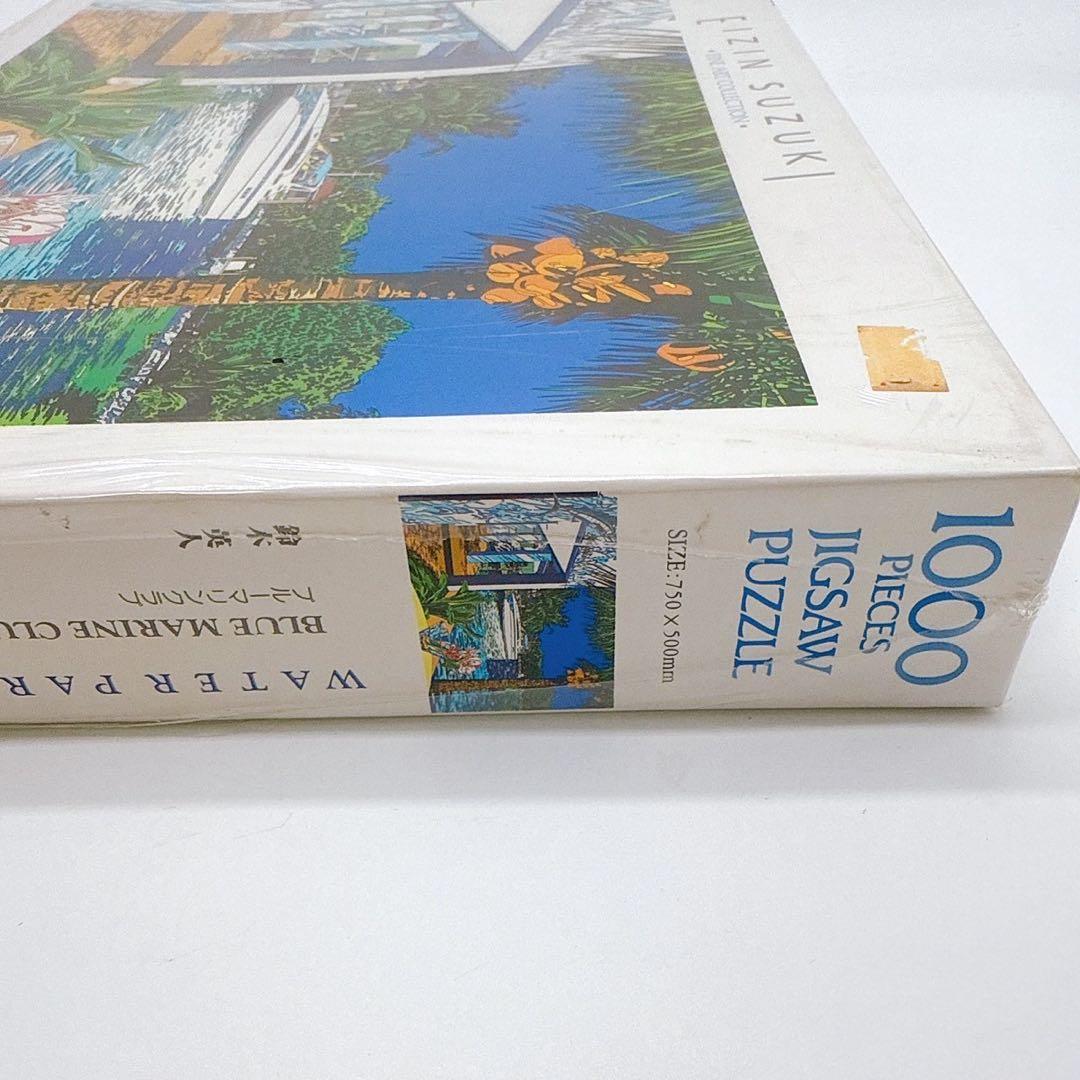 EIZIN SUZUKI
1000
PIECES
JIGSAW
PUZZLE
SIZE:750×500mm
鈴木英人
ブルーマリンクラブ
BLUE MARINE CLU
WATER PAR